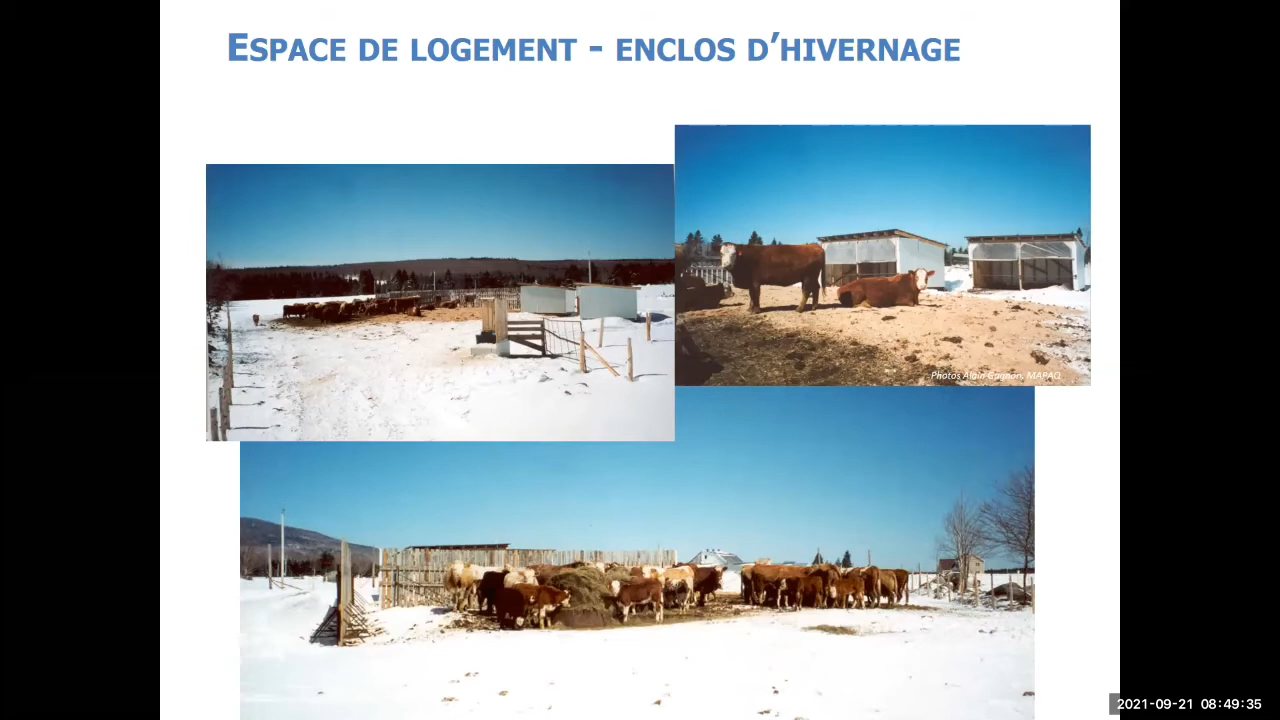 ESPACE DE LOGEMENT - ENCLOS D'HIVERNAGE
Photos Alain Gagnon, MAPAQ
2021-09-21 08:49:35